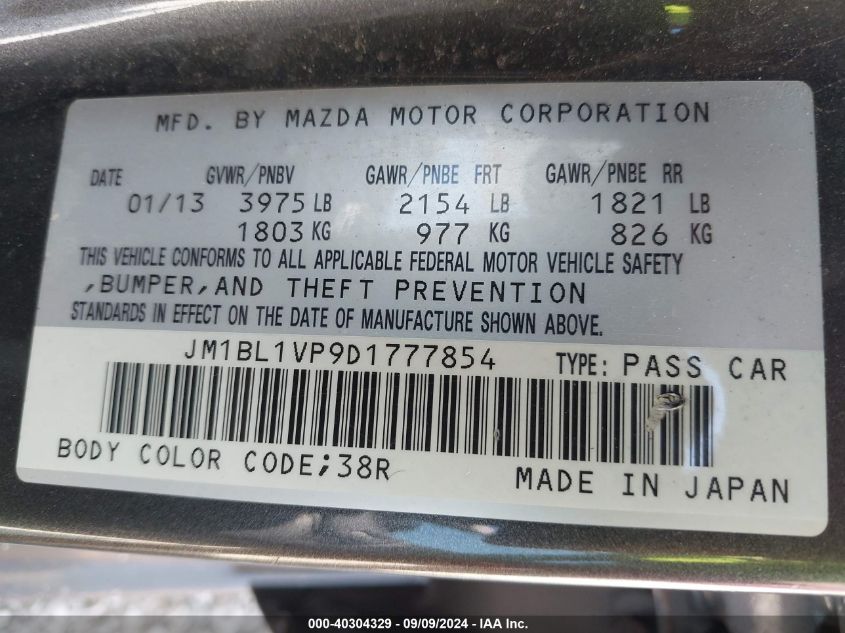 MFD. BY MAZDA MOTOR CORPORATION
DATE GVWR/PNBV GAWR/PNBE FRT GAWR/PNBE RR
01/13 3975 LB 2154 LB 1821 LB
1803 KG 977 KG 826 KG
THIS VEHICLE CONFORMS TO ALL APPLICABLE FEDERAL MOTOR VEHICLE SAFETY
,BUMPER,AND THEFT PREVENTION
STANDARDS IN EFFECT ON THE DATE OF MANUFACTURE SHOWN ABOVE.
JM1BL1VP9D1777854 TYPE: PASS CAR
BODY COLOR CODE;38R MADE IN JAPAN
000-40304329 - 09/09/2024 - IAA Inc.